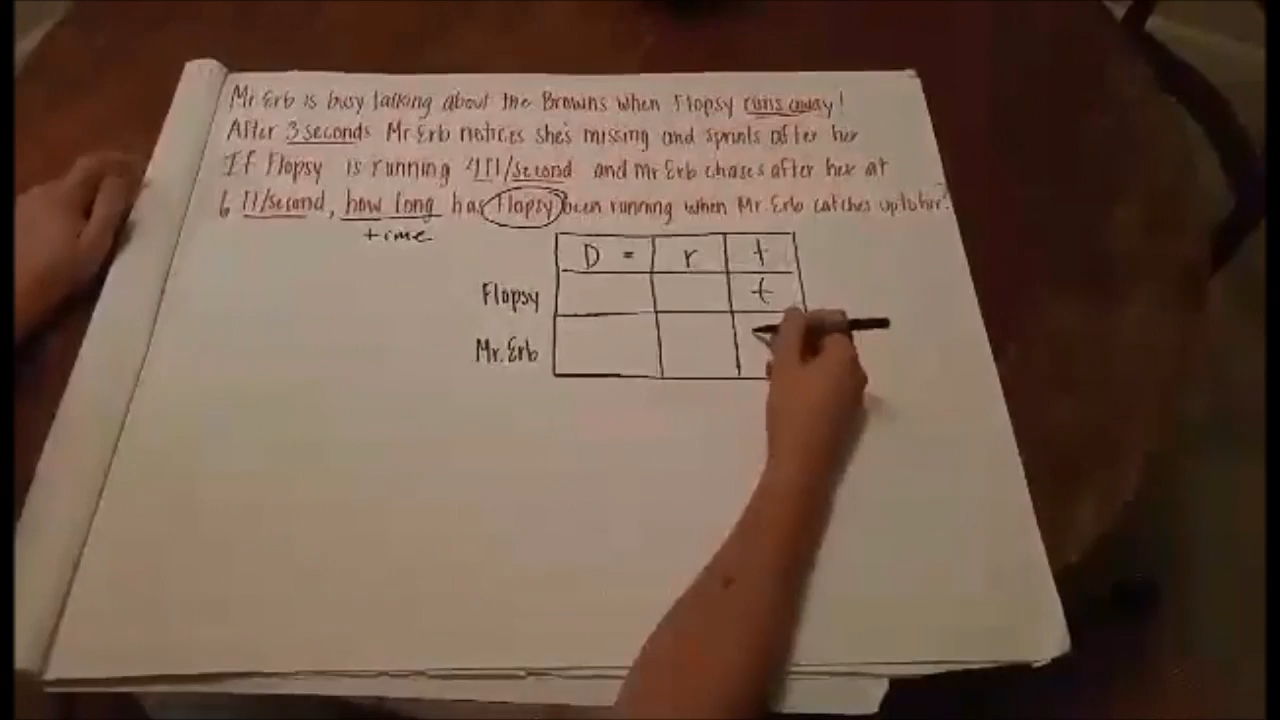 Mr. Erb is busy talking about the Browns when Flopsy runs away!
After 3 seconds Mr. Erb notices she's missing and sprints after her
If Flopsy is running 4 ft/second and Mr. Erb chases after her at
6 ft/second, how long has Flopsy been running when Mr. Erb catches up to her?
time
D = r t
Flopsy t
Mr. Erb